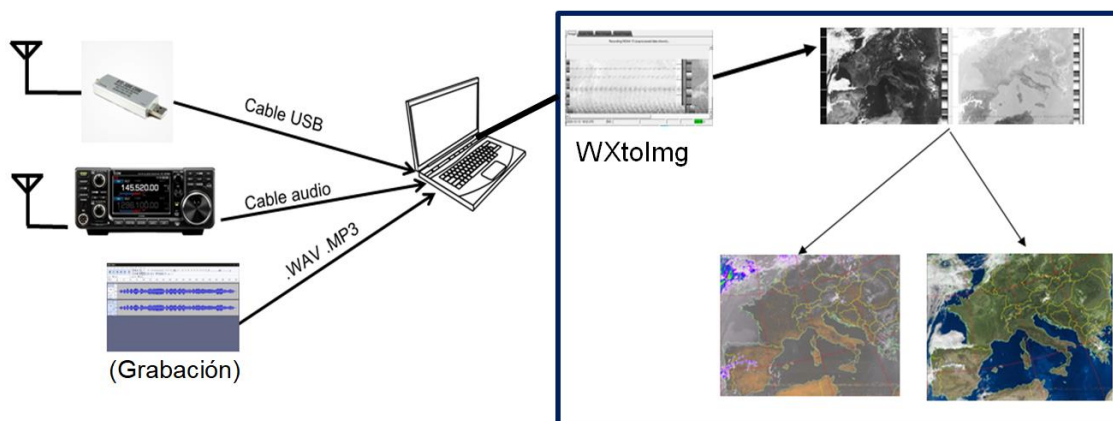 Cable USB
145.520.00
Cable audio
.WAV .MP3
(Grabación)
WXtoImg